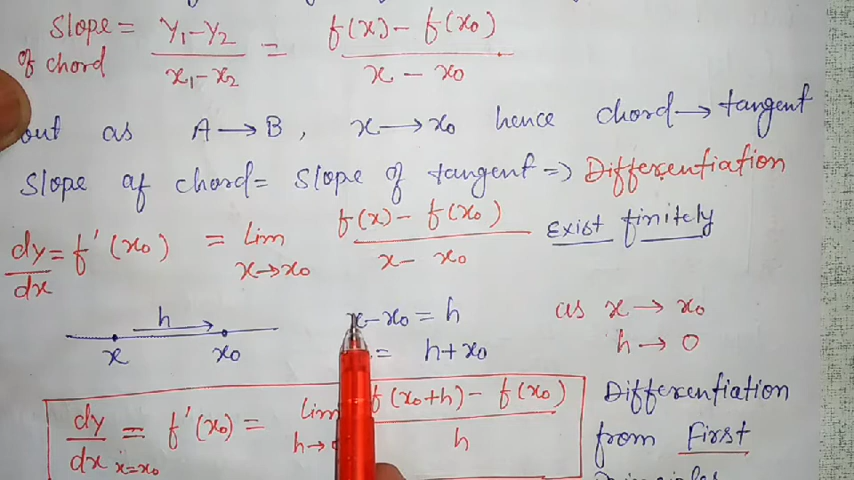 Slope of chord = y₁-y₂ / x₁-x₂ = f(x) - f(x₀) / x - x₀
but as A → B, x → x₀ hence chord → tangent
Slope of chord = Slope of tangent => Differentiation
dy/dx = f'(x₀) = Lim x→x₀ f(x) - f(x₀) / x - x₀ Exist finitely
h
x x₀
x-x₀ = h
= h+x₀
as x → x₀
h → 0
dy/dx x=x₀ = f'(x₀) = Lim h→ f(x₀+h) - f(x₀) / h
Differentiation
from First